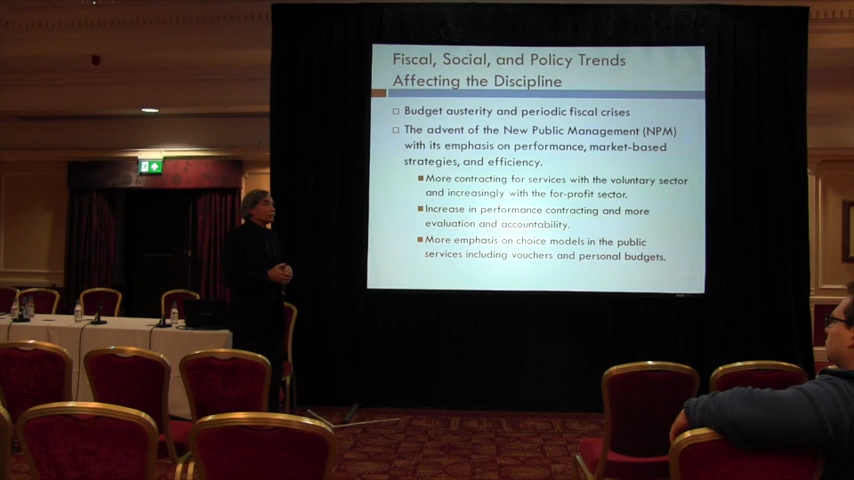 Fiscal, Social, and Policy Trends
Affecting the Discipline
Budget austerity and periodic fiscal crises
The advent of the New Public Management (NPM)
with its emphasis on performance, market-based
strategies, and efficiency.
More contracting for services with the voluntary sector
and increasingly with the for-profit sector.
Increase in performance contracting and more
evaluation and accountability.
More emphasis on choice models in the public
services including vouchers and personal budgets.